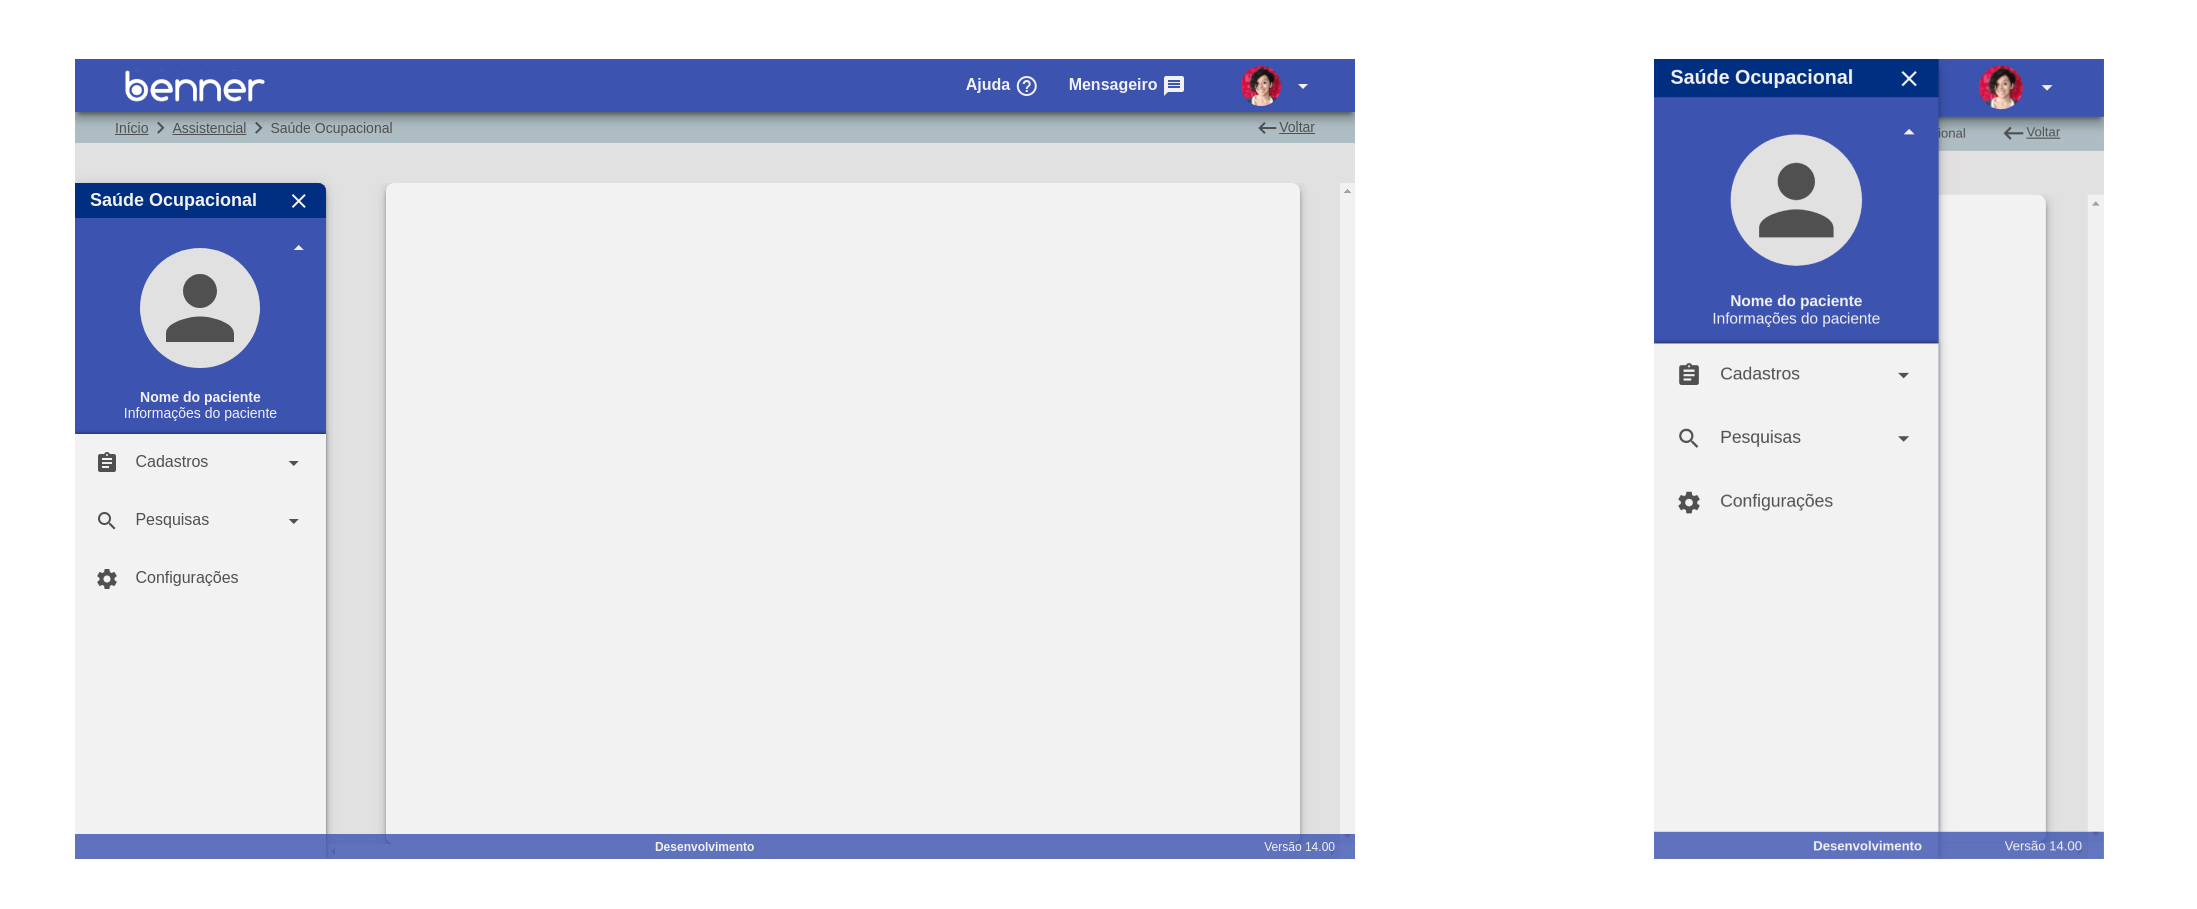 benner
Ajuda
Mensageiro
Início Assistencial Saúde Ocupacional
Voltar
Saúde Ocupacional
Nome do paciente
Informações do paciente
Cadastros
Pesquisas
Configurações
Desenvolvimento
Versão 14.00
Saúde Ocupacional
ional
Voltar
Nome do paciente
Informações do paciente
Cadastros
Pesquisas
Configurações
Desenvolvimento
Versão 14.00